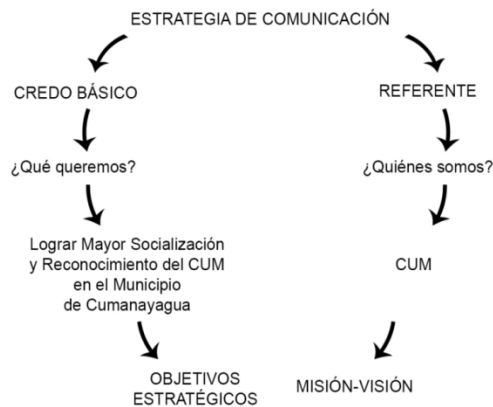 ESTRATEGIA DE COMUNICACIÓN
CREDO BÁSICO
REFERENTE
¿Qué queremos?
¿Quiénes somos?
Lograr Mayor Socialización
y Reconocimiento del CUM
en el Municipio
de Cumanayagua
CUM
OBJETIVOS
ESTRATÉGICOS
MISIÓN-VISIÓN